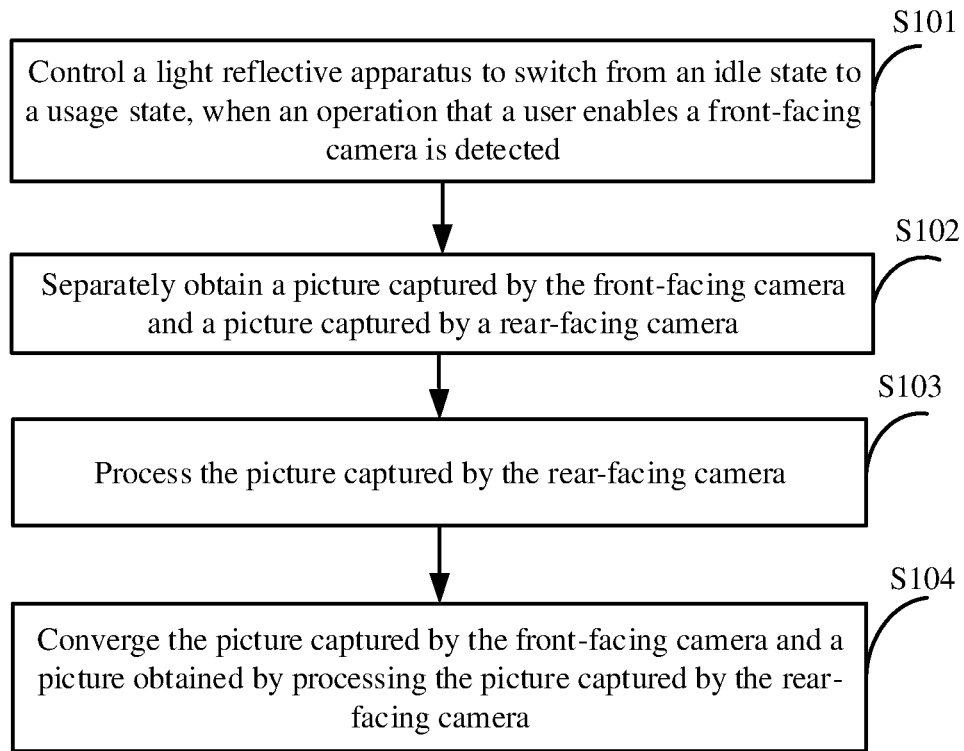 S101
Control a light reflective apparatus to switch from an idle state to
a usage state, when an operation that a user enables a front-facing
camera is detected
S102
Separately obtain a picture captured by the front-facing camera
and a picture captured by a rear-facing camera
S103
Process the picture captured by the rear-facing camera
S104
Converge the picture captured by the front-facing camera and a
picture obtained by processing the picture captured by the rear-
facing camera